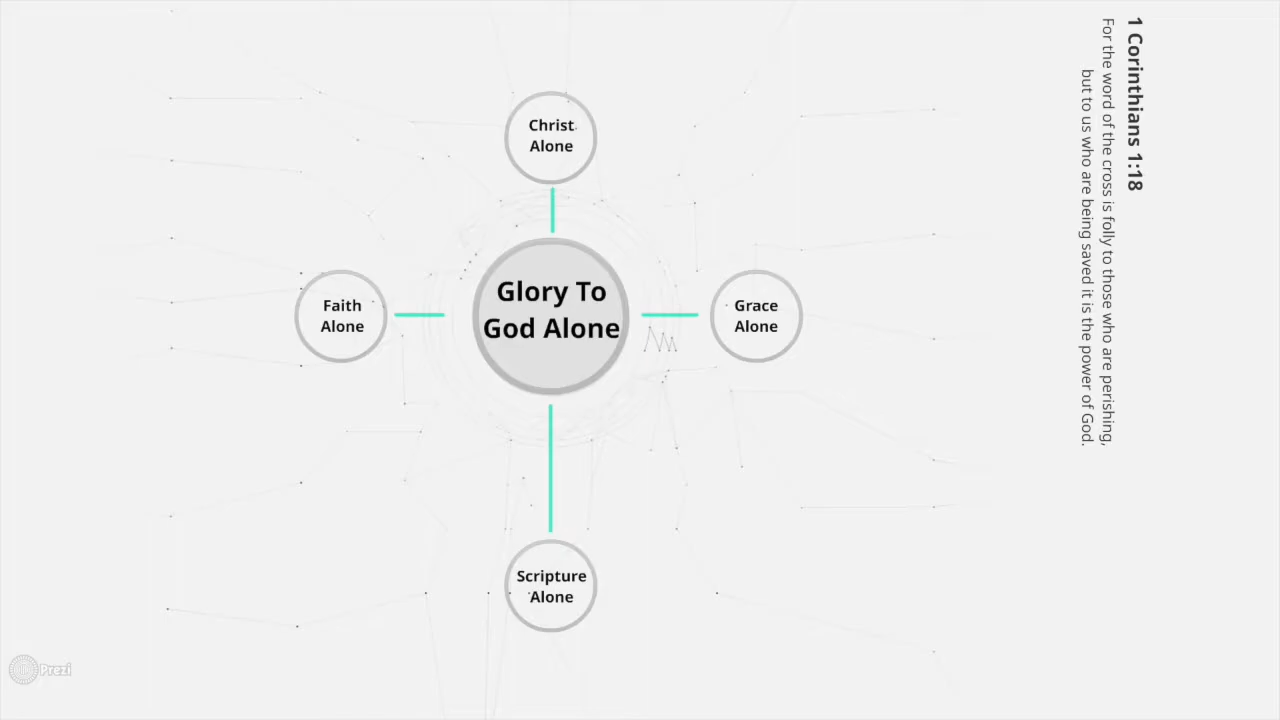 Christ
Alone
Faith
Alone
Glory To
God Alone
Grace
Alone
Scripture
Alone
1 Corinthians 1:18
For the word of the cross is folly to those who are perishing,
but to us who are being saved it is the power of God.
Prezi